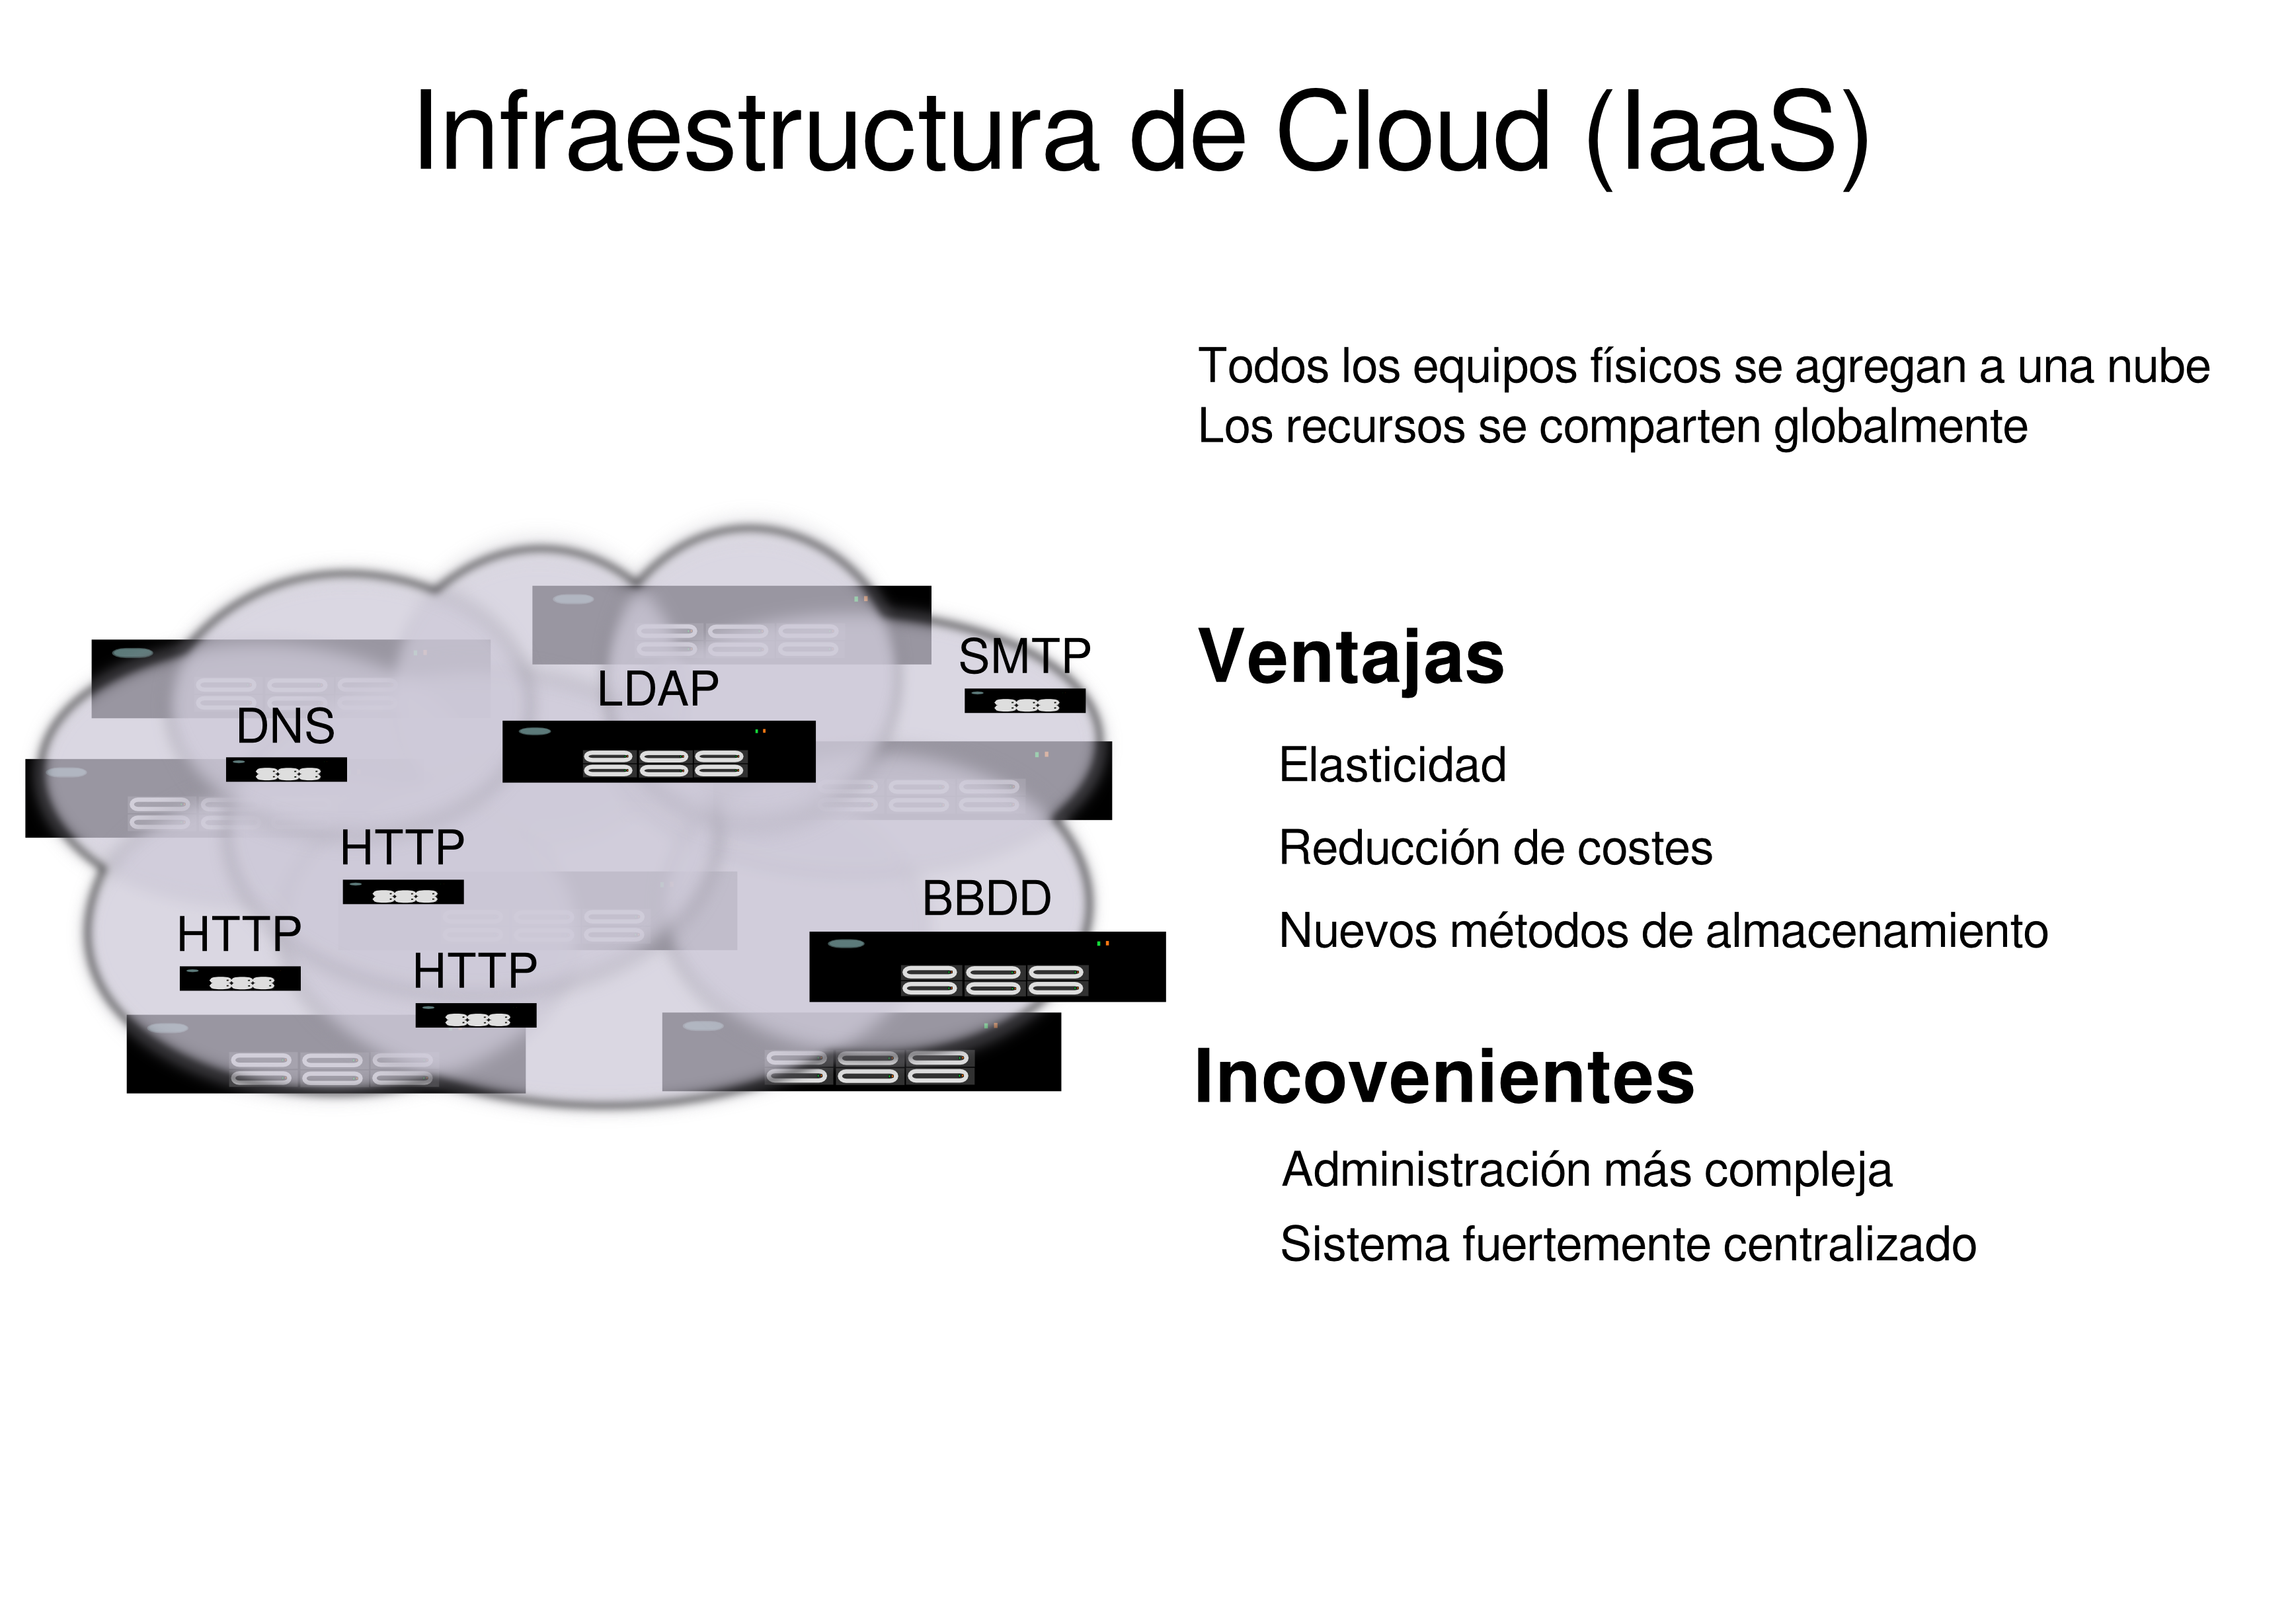 Infraestructura de Cloud (IaaS)
Todos los equipos físicos se agregan a una nube
Los recursos se comparten globalmente
SMTP
LDAP
DNS
HTTP
BBDD
HTTP
HTTP
Ventajas
Elasticidad
Reducción de costes
Nuevos métodos de almacenamiento
Incovenientes
Administración más compleja
Sistema fuertemente centralizado